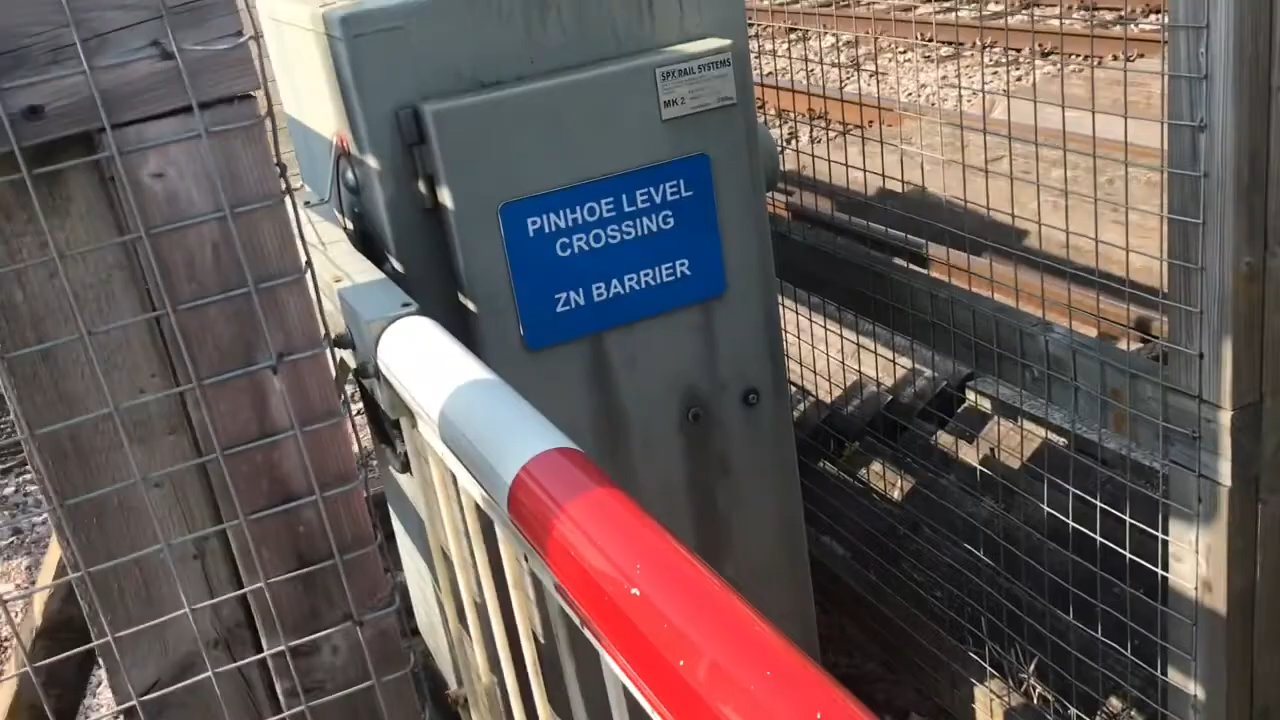 SPX RAIL SYSTEMS
MK 2
PINHOE LEVEL
CROSSING
ZN BARRIER